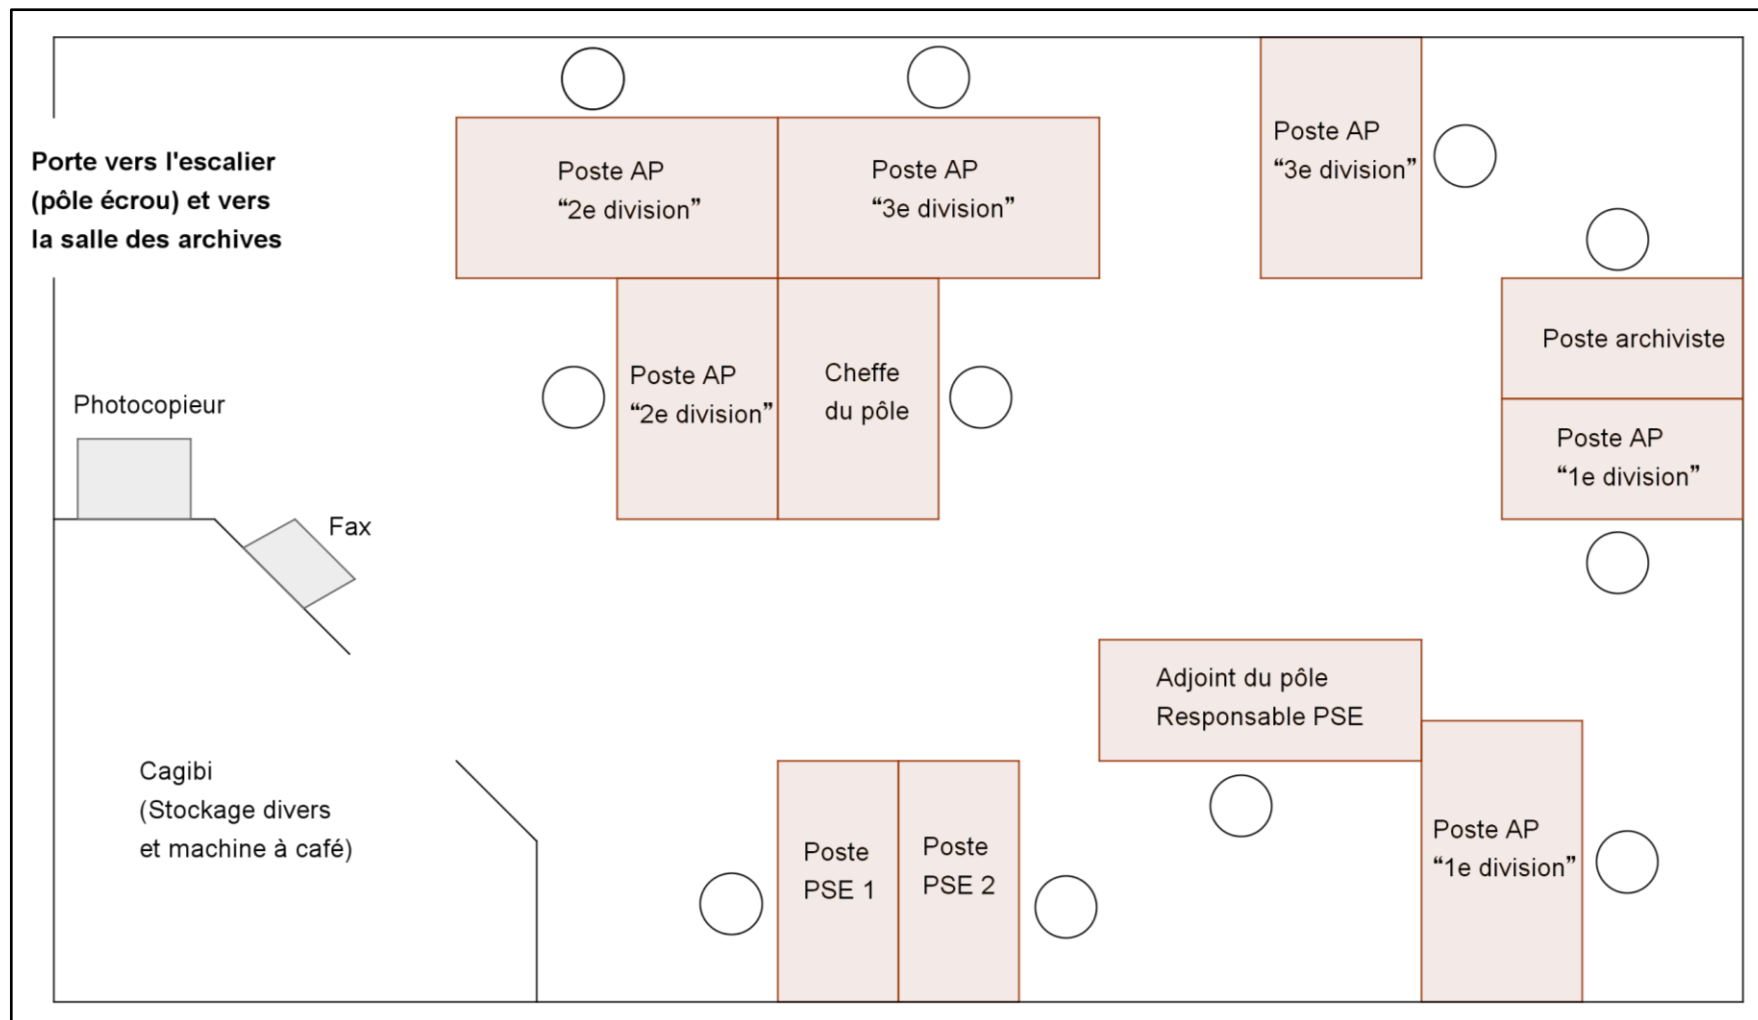 Porte vers l'escalier
(pôle écrou) et vers
la salle des archives
Poste AP
“2e division”
Poste AP
“3e division”
Poste AP
“3e division”
Poste AP
“2e division”
Cheffe
du pôle
Poste archiviste
Poste AP
“1e division”
Photocopieur
Fax
Adjoint du pôle
Responsable PSE
Cagibi
(Stockage divers
et machine à café)
Poste
PSE 1
Poste
PSE 2
Poste AP
“1e division”